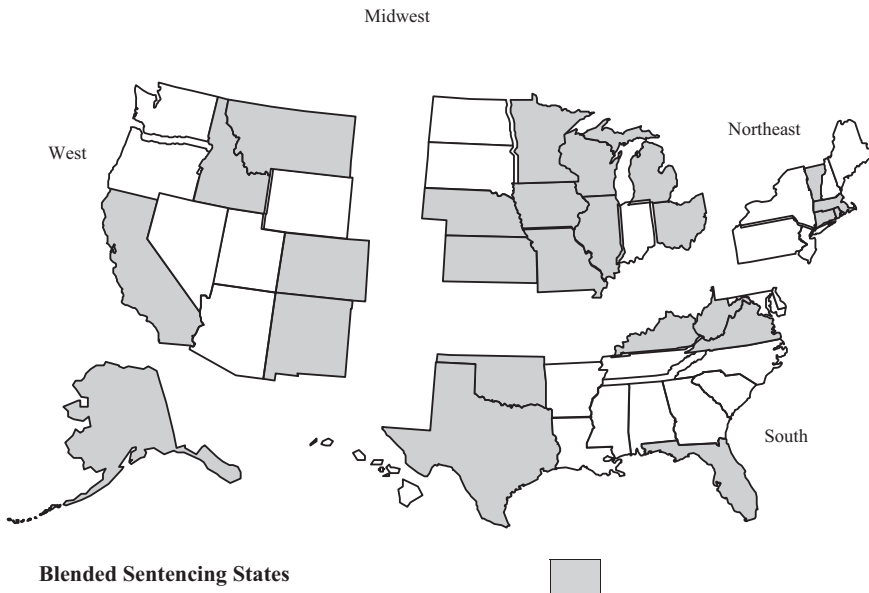 Midwest
Northeast
West
South
Blended Sentencing States